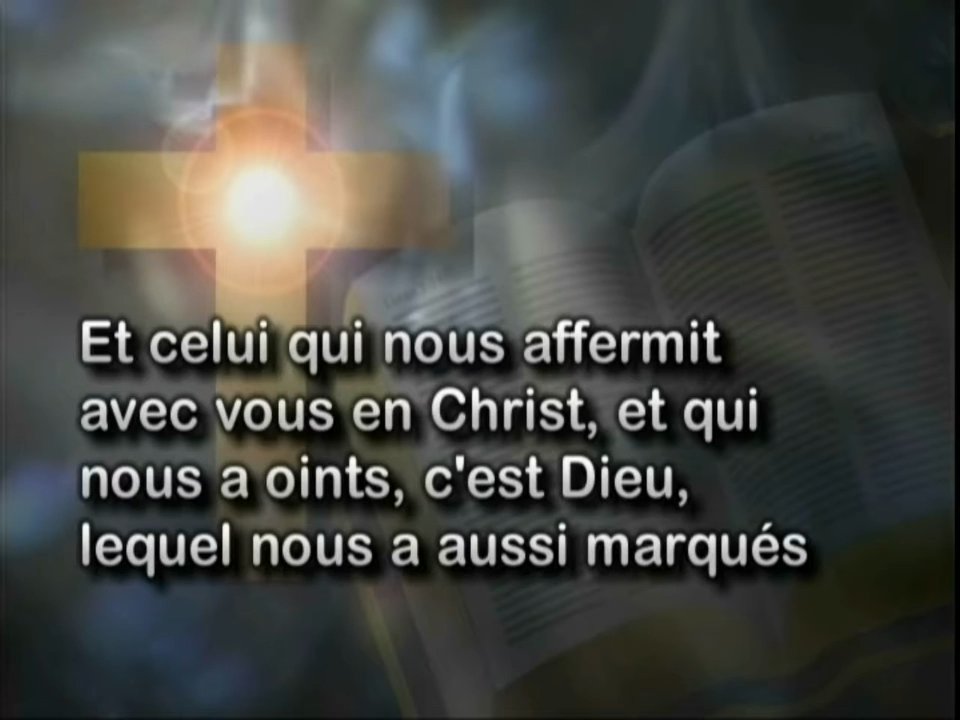 Et celui qui nous affermit
avec vous en Christ, et qui
nous a oints, c'est Dieu,
lequel nous a aussi marqués